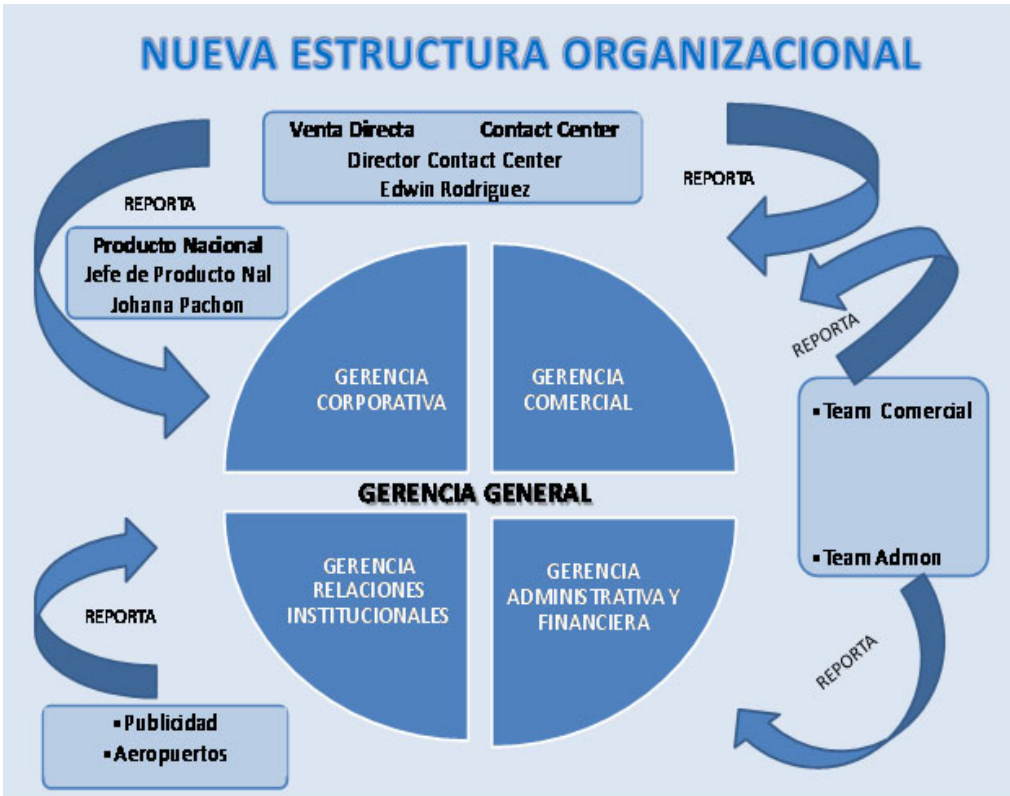 NUEVA ESTRUCTURA ORGANIZACIONAL
Venta Directa Contact Center
Director Contact Center
Edwin Rodriguez
REPORTA
REPORTA
Producto Nacional
Jefe de Producto Nal
Johana Pachon
REPORTA
GERENCIA
CORPORATIVA
GERENCIA
COMERCIAL
▪Team Comercial
▪Team Admon
GERENCIA GENERAL
GERENCIA
RELACIONES
INSTITUCIONALES
GERENCIA
ADMINISTRATIVA Y
FINANCIERA
REPORTA
REPORTA
▪Publicidad
▪Aeropuertos